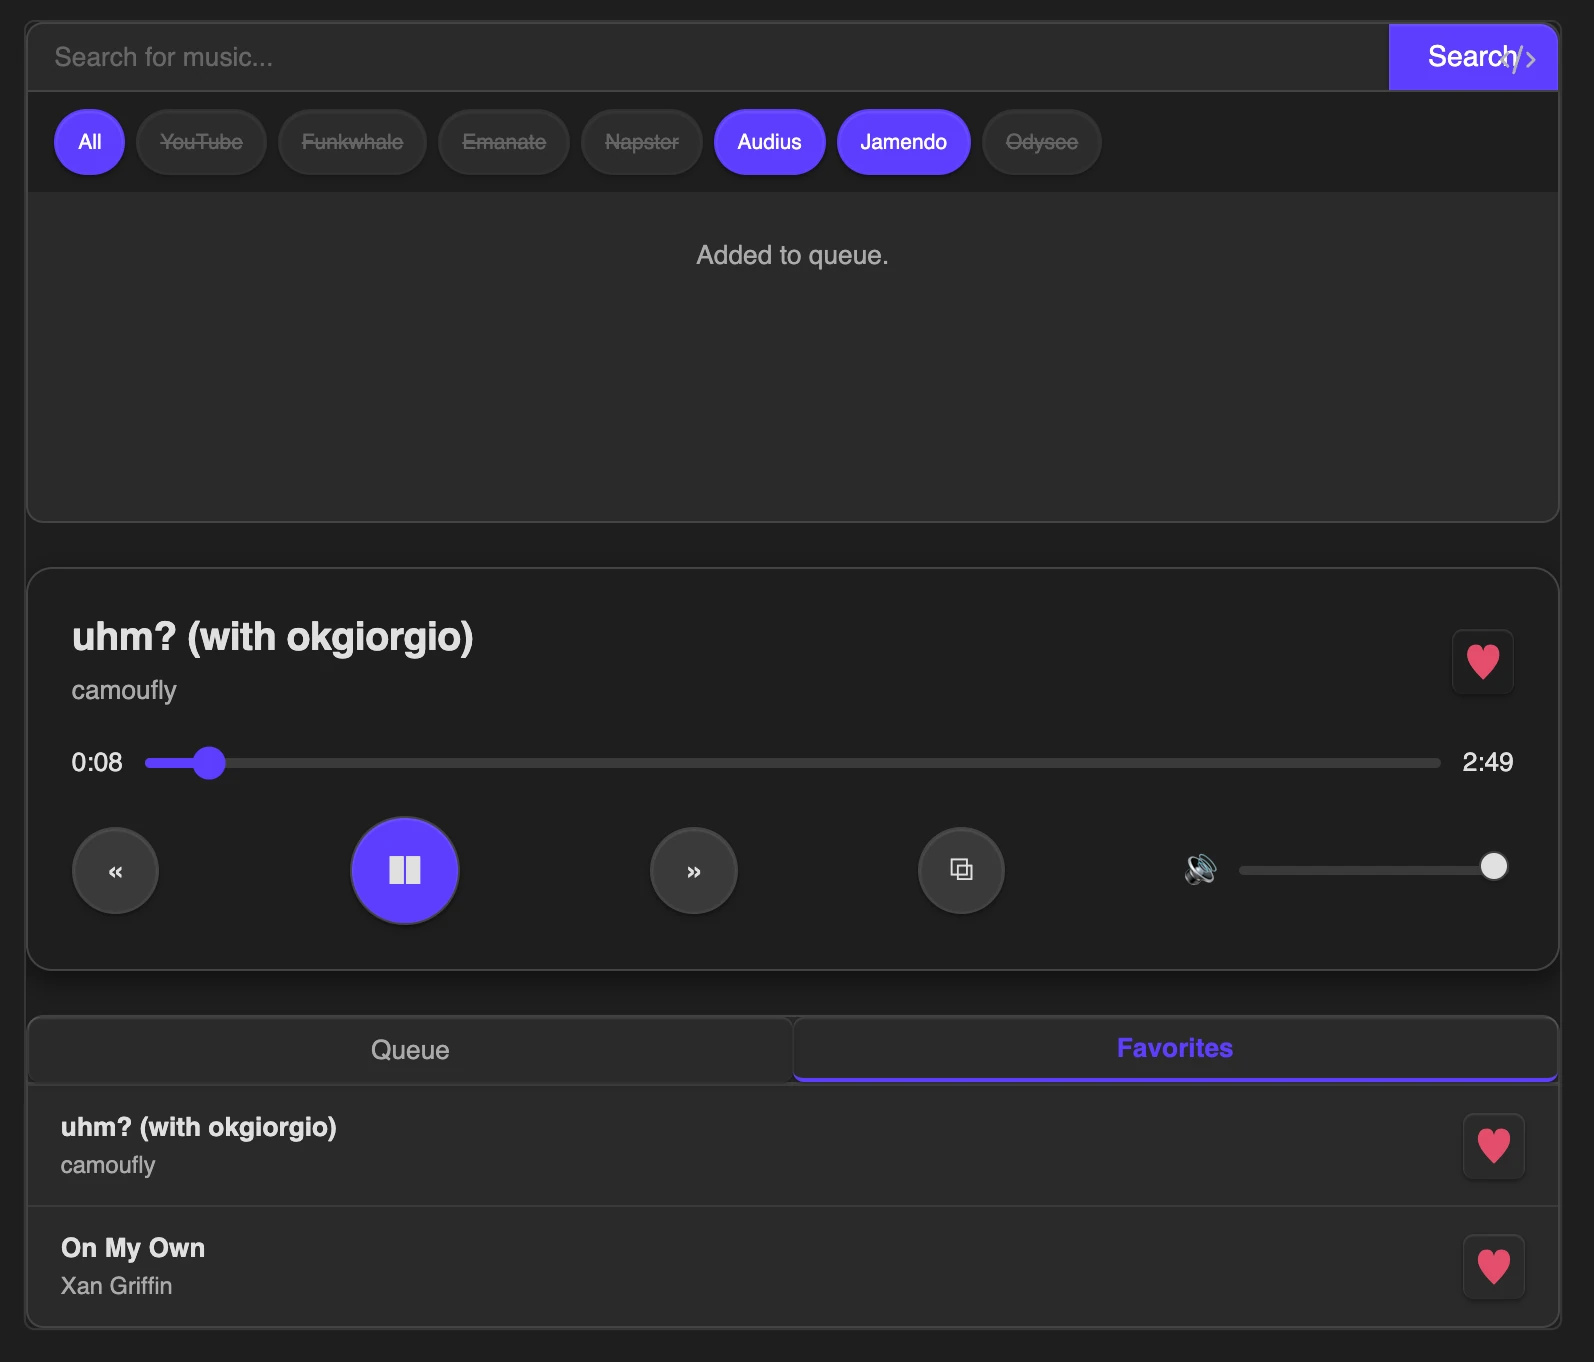 Search for music...
Search
</>
All
YouTube
Funkwhale
Emanate
Napster
Audius
Jamendo
Odysee
Added to queue.
uhm? (with okgiorgio)
camoufly
0:08
2:49
«
»
Queue
Favorites
uhm? (with okgiorgio)
camoufly
On My Own
Xan Griffin